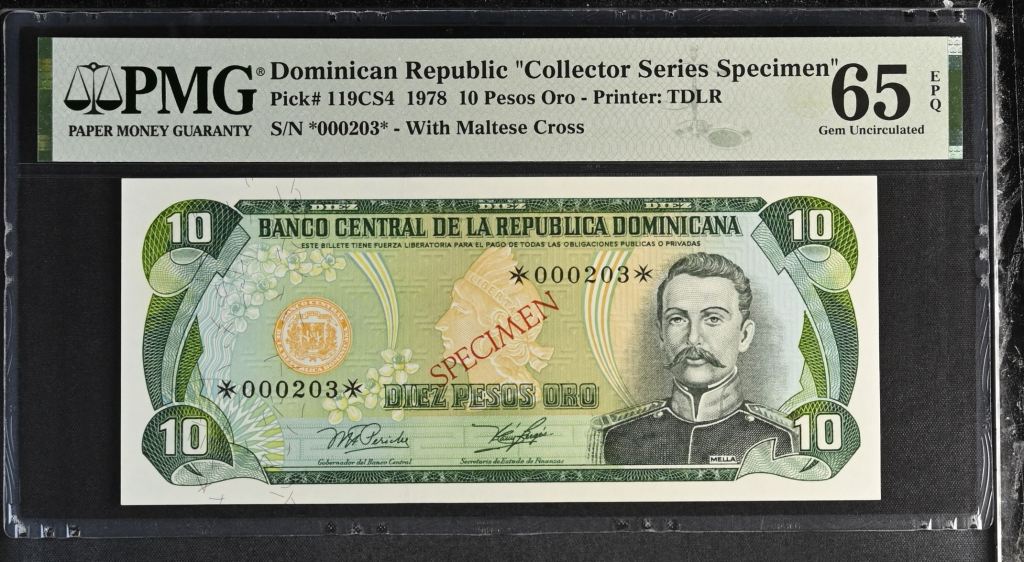 PMG® Dominican Republic "Collector Series Specimen" 65 EPQ
Pick# 119CS4 1978 10 Pesos Oro - Printer: TDLR
PAPER MONEY GUARANTY
S/N *000203* - With Maltese Cross
Gem Uncirculated
DIEZ DIEZ DIEZ
10 BANCO CENTRAL DE LA REPUBLICA DOMINICANA 10
ESTE BILLETE TIENE FUERZA LIBERATORIA PARA EL PAGO DE TODAS LAS OBLIGACIONES PUBLICAS O PRIVADAS
*000203*
LIBERTAD
SPECIMEN
BANCO CENTRAL
*000203*
DIEZ PESOS ORO
10 10
Gobernador del Banco Central Secretario de Estado de Finanzas
MELLA